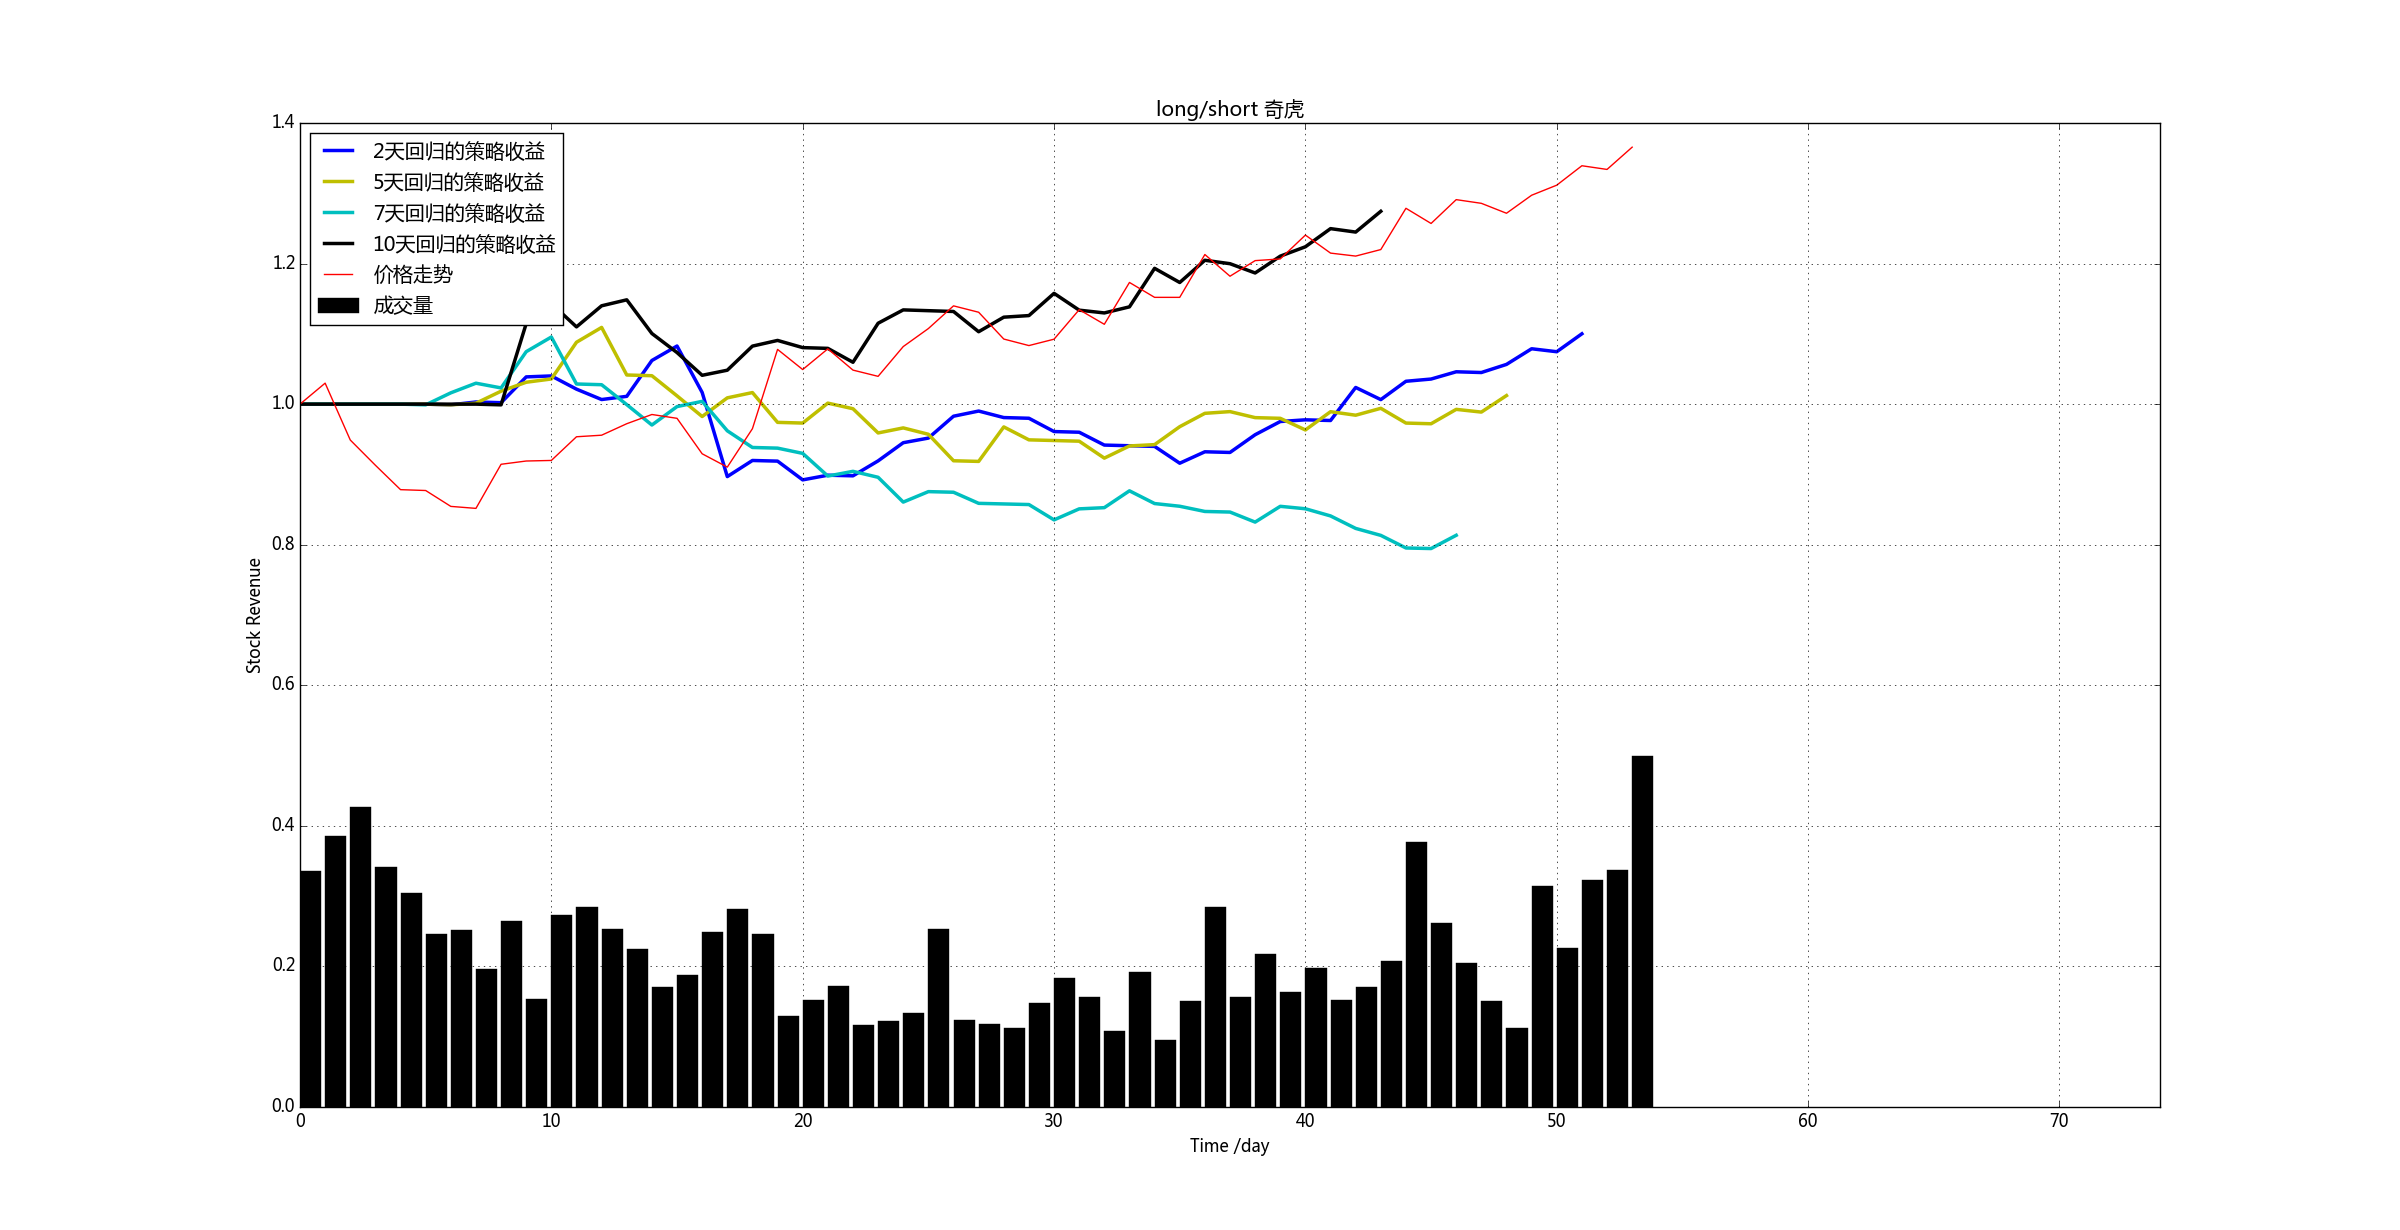 long/short 奇虎
1.4
1.2
1.0
0.8
0.6
0.4
0.2
0.0
2天回归的策略收益
5天回归的策略收益
7天回归的策略收益
10天回归的策略收益
价格走势
成交量
Stock Revenue
0 10 20 30 40 50 60 70
Time /day